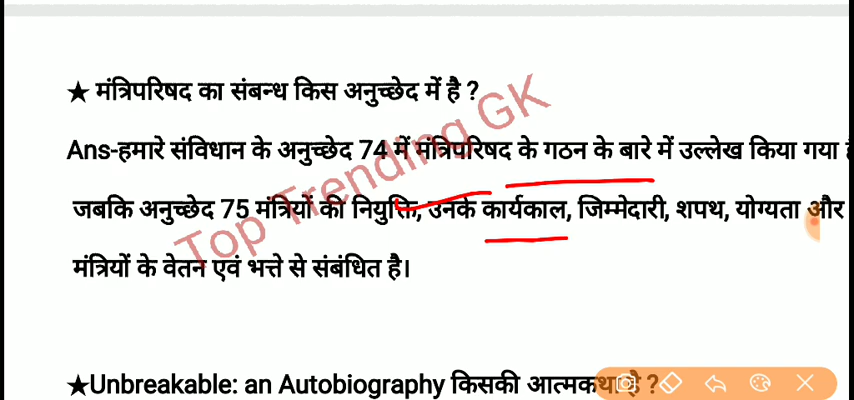 ★ मंत्रिपरिषद का संबन्ध किस अनुच्छेद में है ?
Ans-हमारे संविधान के अनुच्छेद 74 में मंत्रिपरिषद के गठन के बारे में उल्लेख किया गया
जबकि अनुच्छेद 75 मंत्रियों की नियुक्ति, उनके कार्यकाल, जिम्मेदारी, शपथ, योग्यता और
मंत्रियों के वेतन एवं भत्ते से संबंधित है।
Top Trending GK
★Unbreakable: an Autobiography किसकी आत्मकथा है ?